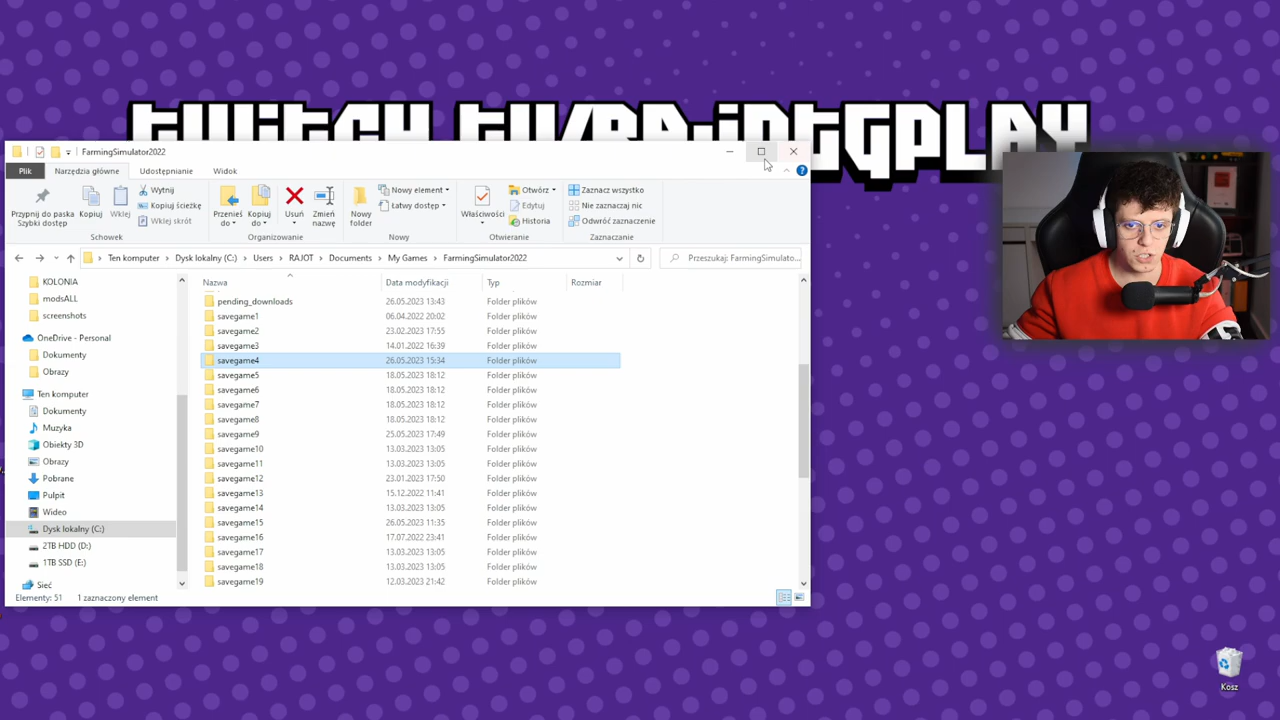 TWITCH.TV/RAJOTGPLAY
FarmingSimulator2022
Plik
Narzędzia główne
Udostępnianie
Widok
Przypnij do paska
Szybki dostęp
Kopiuj
Wklej
Wytnij
Kopiuj ścieżkę
Wklej skrót
Schowek
Przenieś
do
Kopiuj
do
Usuń
Zmień
nazwę
Organizowanie
Nowy
folder
Nowy element
Łatwy dostęp
Nowy
Właściwości
Otwórz
Edytuj
Historia
Otwieranie
Zaznacz wszystko
Nie zaznaczaj nic
Odwróć zaznaczenie
Zaznaczanie
Ten komputer > Dysk lokalny (C:) > Users > RAJOT > Documents > My Games > FarmingSimulator2022
Przeszukaj: FarmingSimulato...
KOLONIA
modsALL
screenshots
OneDrive - Personal
Dokumenty
Obrazy
Ten komputer
Dokumenty
Muzyka
Obiekty 3D
Obrazy
Pobrane
Pulpit
Wideo
Dysk lokalny (C:)
2TB HDD (D:)
1TB SSD (E:)
Sieć
Nazwa Data modyfikacji Typ Rozmiar
pending_downloads 26.05.2023 13:43 Folder plików
savegame1 06.04.2022 20:02 Folder plików
savegame2 23.02.2023 17:55 Folder plików
savegame3 14.01.2022 16:39 Folder plików
savegame4 26.05.2023 15:34 Folder plików
savegame5 18.05.2023 18:12 Folder plików
savegame6 18.05.2023 18:12 Folder plików
savegame7 18.05.2023 18:12 Folder plików
savegame8 18.05.2023 18:12 Folder plików
savegame9 25.05.2023 17:49 Folder plików
savegame10 13.03.2023 13:05 Folder plików
savegame11 13.03.2023 13:05 Folder plików
savegame12 23.01.2023 17:50 Folder plików
savegame13 15.12.2022 11:41 Folder plików
savegame14 13.03.2023 13:05 Folder plików
savegame15 26.05.2023 11:35 Folder plików
savegame16 17.07.2022 23:41 Folder plików
savegame17 13.03.2023 13:05 Folder plików
savegame18 13.03.2023 13:05 Folder plików
savegame19 12.03.2023 21:42 Folder plików
Elementy: 51 1 zaznaczony element
Kosz